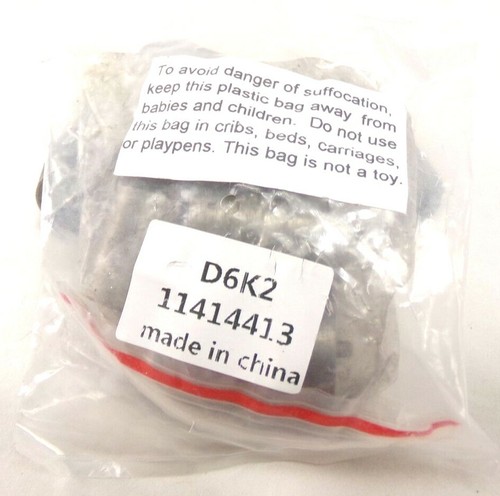 To avoid danger of suffocation,
keep this plastic bag away from
babies and children. Do not use
this bag in cribs, beds, carriages,
or playpens. This bag is not a toy.
D6K2
11414413
made in china